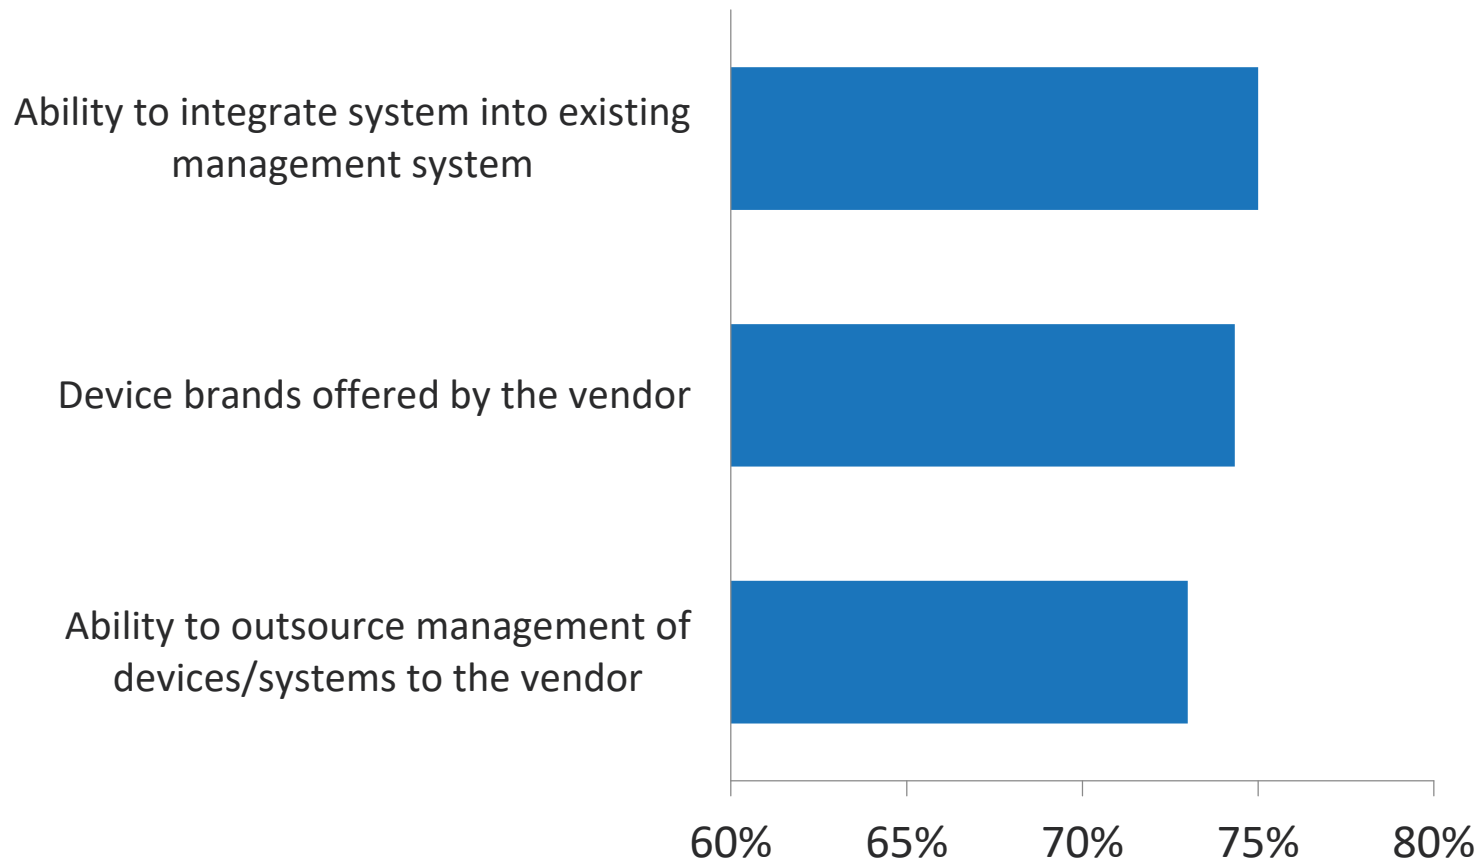 Ability to integrate system into existing
management system
Device brands offered by the vendor
Ability to outsource management of
devices/systems to the vendor
60% 65% 70% 75% 80%